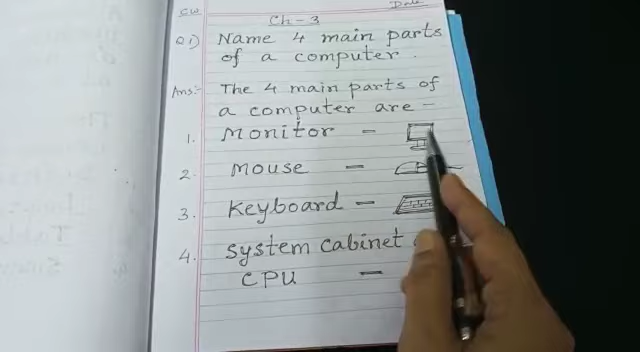 CW Ch-3 Date
Q1) Name 4 main parts
of a computer.
Ans:- The 4 main parts of
a computer are -
1. Monitor -
2. mouse -
3. Keyboard -
4. system cabinet
CPU -